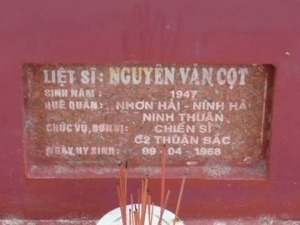 LIỆT SĨ: NGUYỄN VĂN CỌT
SINH NĂM : 1947
QUÊ QUÁN : NHƠN HẢI - NINH HẢI
NINH THUẬN
CHỨC VỤ, ĐƠN VỊ : CHIẾN SĨ
C2 THUẬN BẮC
NGÀY HY SINH : 09 - 04 - 1968